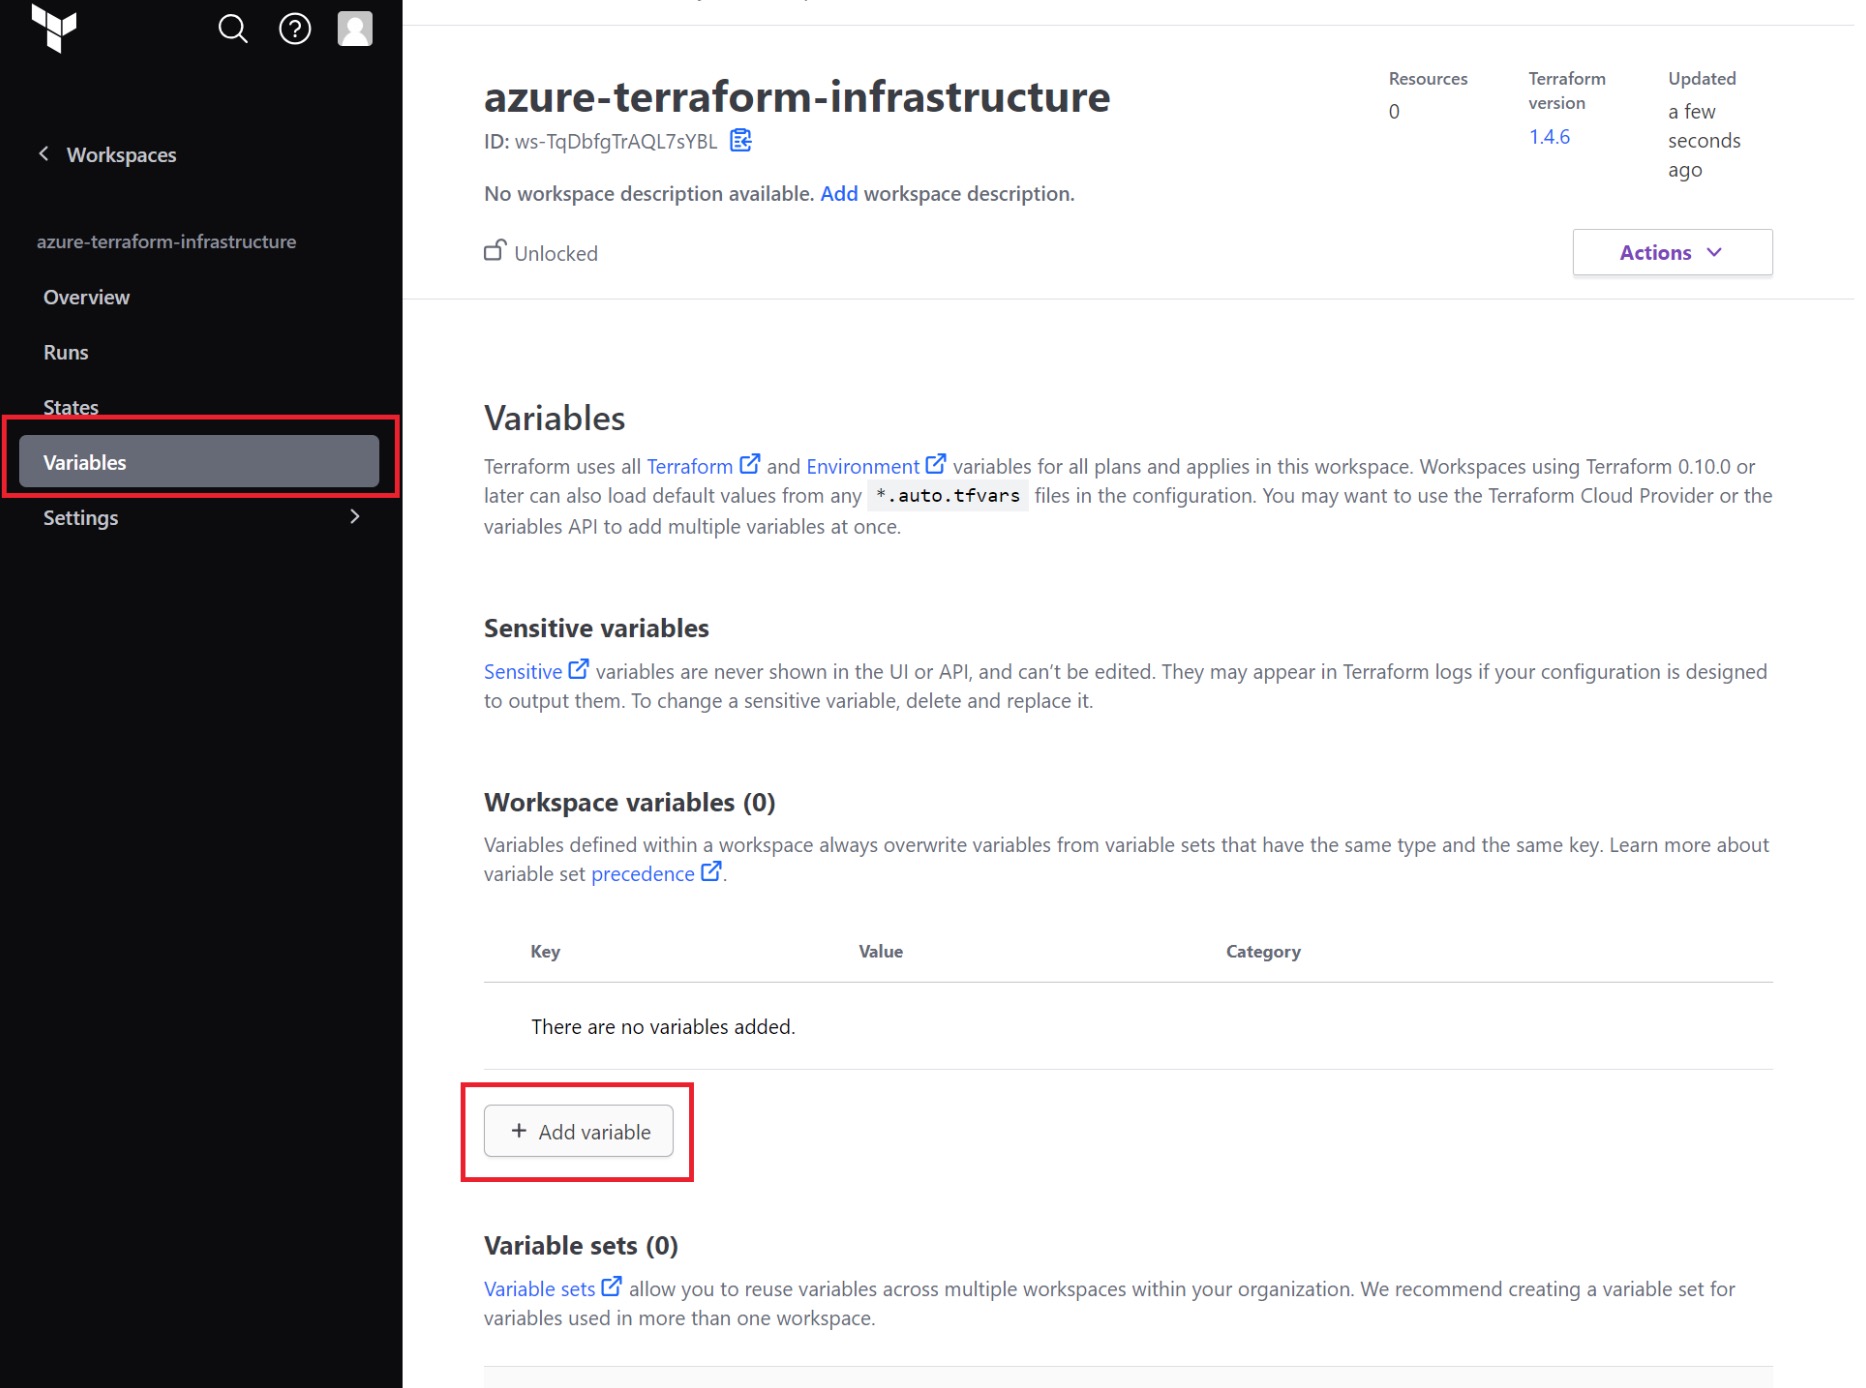 Workspaces
azure-terraform-infrastructure
Overview
Runs
States
Variables
Settings
azure-terraform-infrastructure
ID: ws-TqDbfgTrAQL7sYBL
No workspace description available. Add workspace description.
Unlocked
Resources
0
Terraform
version
1.4.6
Updated
a few
seconds
ago
Actions
Variables
Terraform uses all Terraform and Environment variables for all plans and applies in this workspace. Workspaces using Terraform 0.10.0 or
later can also load default values from any *.auto.tfvars files in the configuration. You may want to use the Terraform Cloud Provider or the
variables API to add multiple variables at once.
Sensitive variables
Sensitive variables are never shown in the UI or API, and can’t be edited. They may appear in Terraform logs if your configuration is designed
to output them. To change a sensitive variable, delete and replace it.
Workspace variables (0)
Variables defined within a workspace always overwrite variables from variable sets that have the same type and the same key. Learn more about
variable set precedence .
Key Value Category
There are no variables added.
+ Add variable
Variable sets (0)
Variable sets allow you to reuse variables across multiple workspaces within your organization. We recommend creating a variable set for
variables used in more than one workspace.